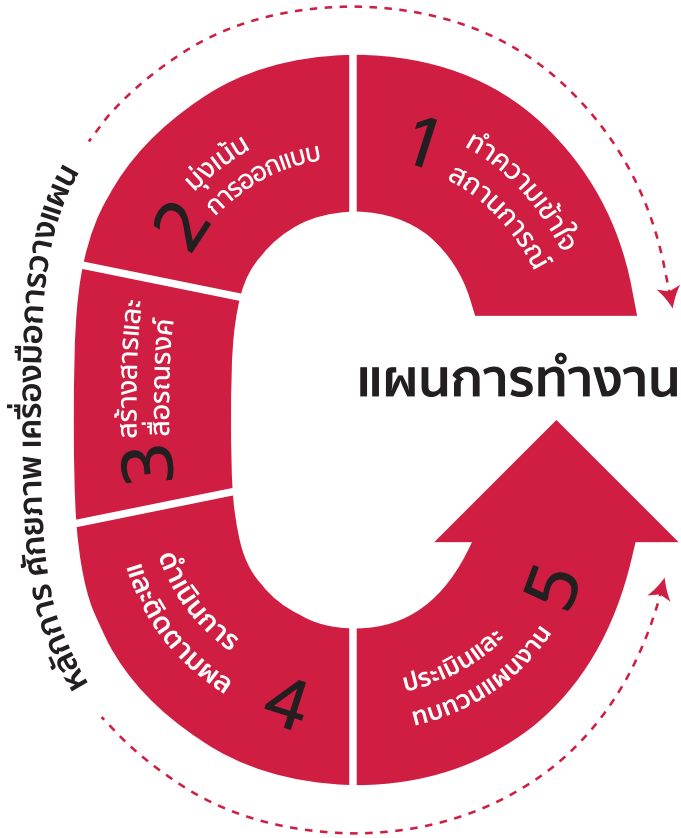 1
ทำความเข้าใจ
สถานการณ์
2
มุ่งเน้น
การออกแบบ
3
สร้างสารและ
สื่อรณรงค์
4
ดำเนินการ
และติดตามผล
5
ประเมินและ
ทบทวนแผนงาน
แผนการทำงาน
หลักการ ศักยภาพ เครื่องมือการวางแผน